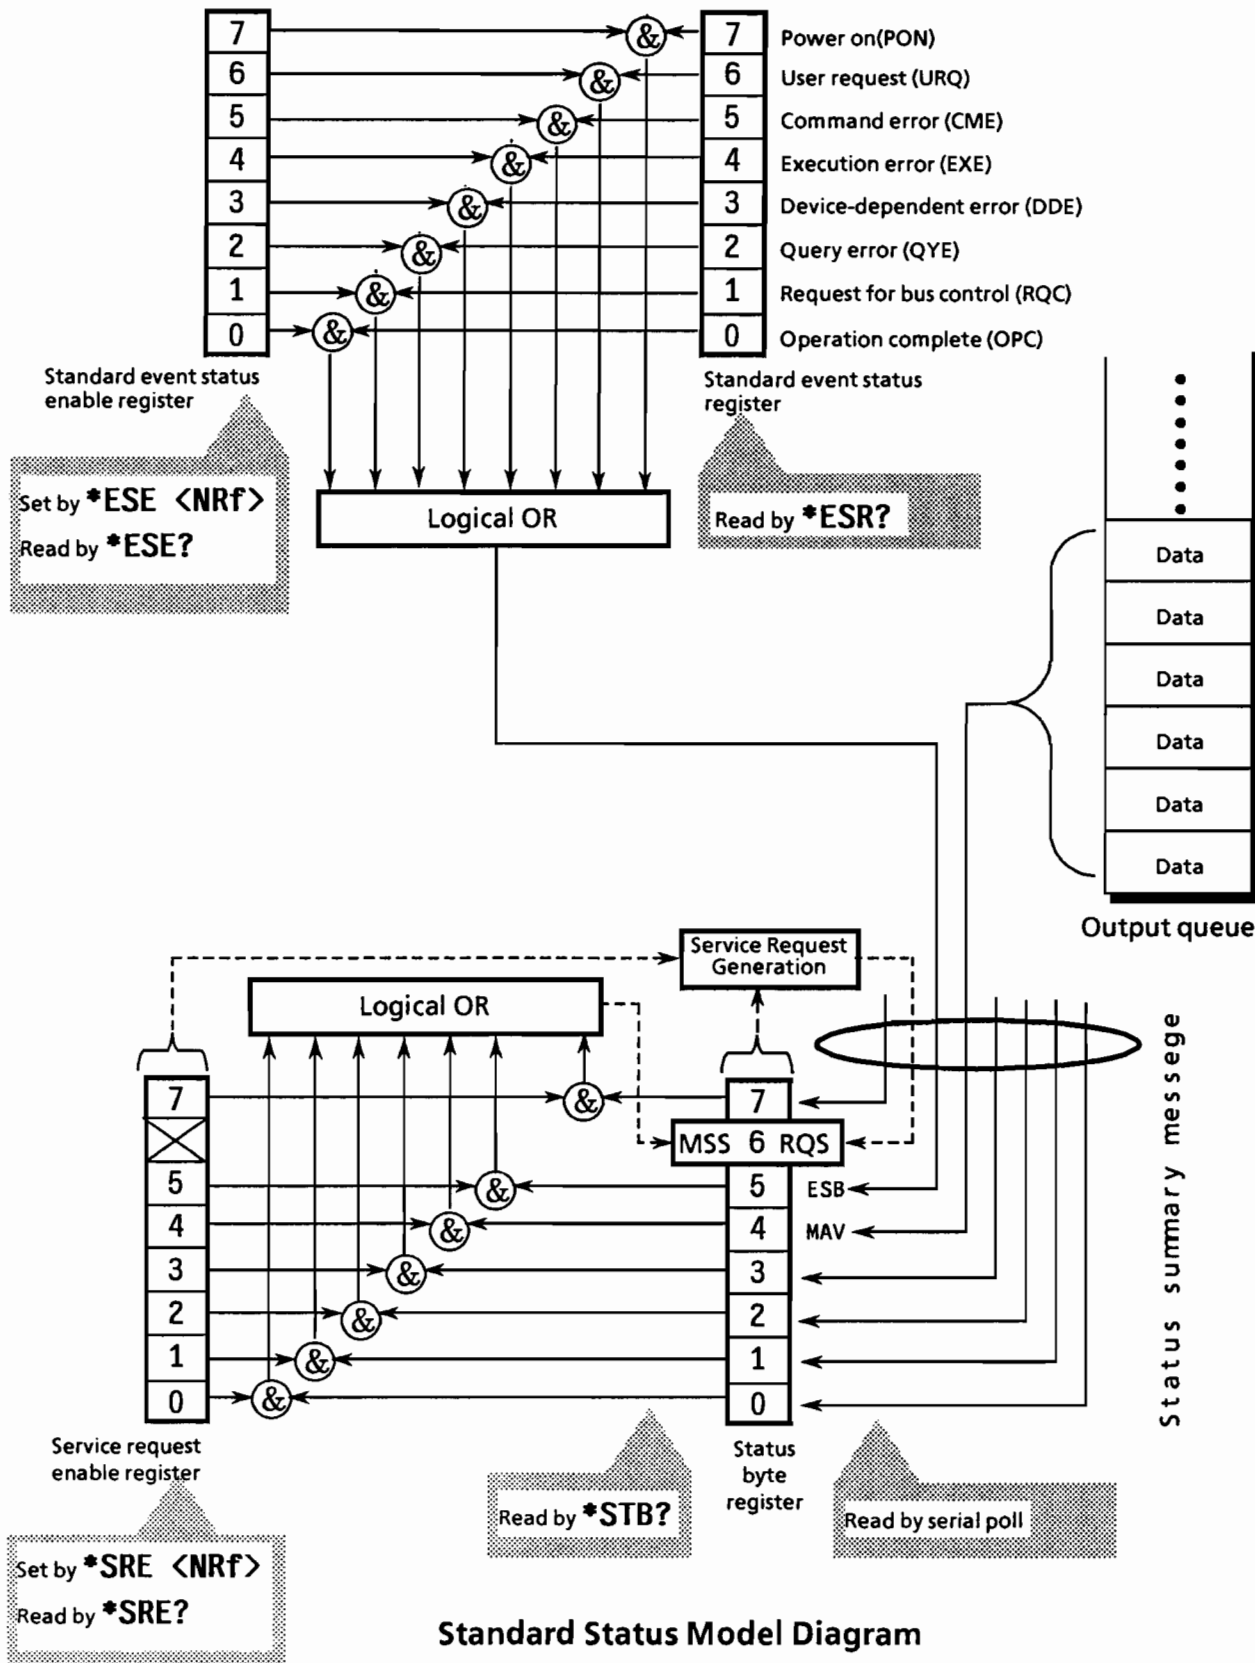 7 & 7 Power on(PON)
6 & 6 User request (URQ)
5 & 5 Command error (CME)
4 & 4 Execution error (EXE)
3 & 3 Device-dependent error (DDE)
2 & 2 Query error (QYE)
1 & 1 Request for bus control (RQC)
0 & 0 Operation complete (OPC)
Standard event status
enable register
Standard event status
register
Set by *ESE <NRf>
Read by *ESE?
Logical OR
Read by *ESR?
Data
Data
Data
Data
Data
Data
Output queue
Service Request
Generation
Logical OR
7 & 7
MSS 6 RQS
5 & 5 ESB
4 & 4 MAV
3 & 3
2 & 2
1 & 1
0 & 0
Status summary messege
Service request
enable register
Status
byte
register
Read by *STB?
Read by serial poll
Set by *SRE <NRf>
Read by *SRE?
Standard Status Model Diagram